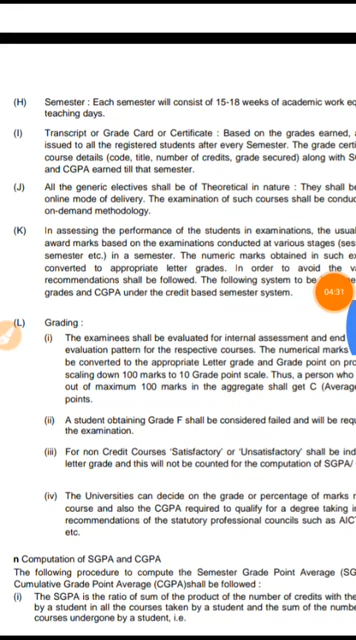 (H) Semester : Each semester will consist of 15-18 weeks of academic work
teaching days.
(I) Transcript or Grade Card or Certificate : Based on the grades earned,
issued to all the registered students after every Semester. The grade
course details (code, title, number of credits, grade secured) along with
and CGPA earned till that semester.
(J) All the generic electives shall be of Theoretical in nature : They shall
online mode of delivery. The examination of such courses shall be
on-demand methodology.
(K) In assessing the performance of the students in examinations, the
award marks based on the examinations conducted at various stages
semester etc.) in a semester. The numeric marks obtained in such
converted to appropriate letter grades. In order to avoid the
recommendations shall be followed. The following system to be
grades and CGPA under the credit based semester system.
04:31
(L) Grading :
(i) The examinees shall be evaluated for internal assessment and end
evaluation pattern for the respective courses. The numerical marks
be converted to the appropriate Letter grade and Grade point on
scaling down 100 marks to 10 Grade point scale. Thus, a person who
out of maximum 100 marks in the aggregate shall get C (Average
points.
(ii) A student obtaining Grade F shall be considered failed and will be
the examination.
(iii) For non Credit Courses 'Satisfactory' or 'Unsatisfactory' shall be
letter grade and this will not be counted for the computation of SGPA/
(iv) The Universities can decide on the grade or percentage of marks
course and also the CGPA required to qualify for a degree taking
recommendations of the statutory professional councils such as
etc.
n Computation of SGPA and CGPA
The following procedure to compute the Semester Grade Point Average
Cumulative Grade Point Average (CGPA)shall be followed :
(i) The SGPA is the ratio of sum of the product of the number of credits with the
by a student in all the courses taken by a student and the sum of the
courses undergone by a student, i.e.